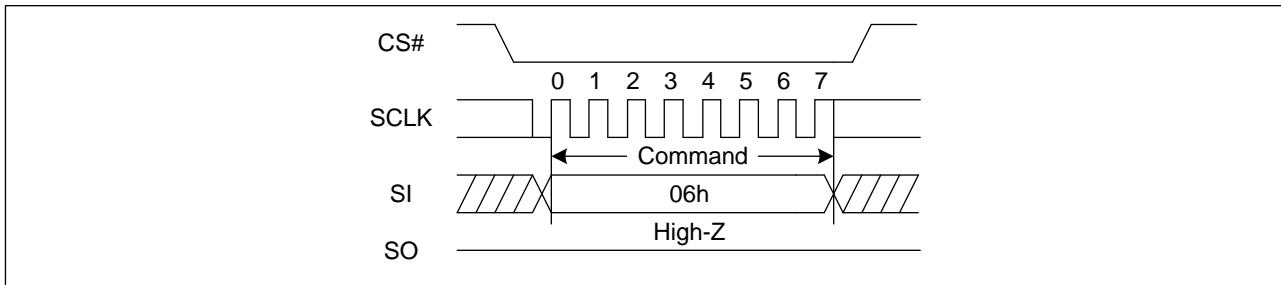 CS#
0 1 2 3 4 5 6 7
SCLK
Command
SI
06h
High-Z
SO